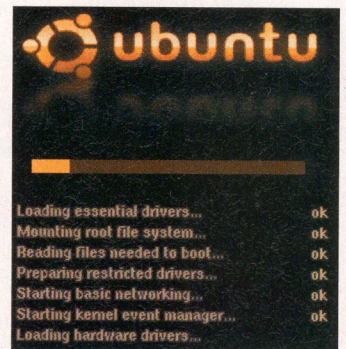 ubuntu
Loading essential drivers... ok
Mounting root file system... ok
Reading files needed to boot... ok
Preparing restricted drivers... ok
Starting basic networking... ok
Starting kernel event manager... ok
Loading hardware drivers...